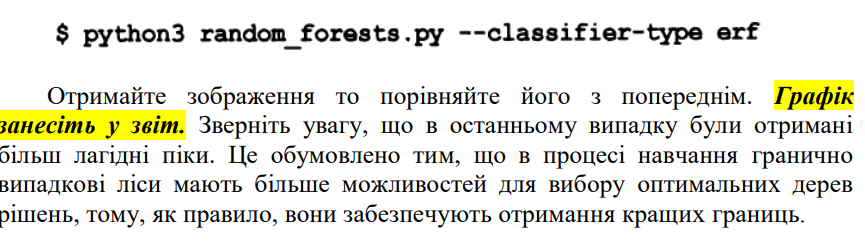 $ python3 random_forests.py --classifier-type erf
Отримайте зображення то порівняйте його з попереднім. Графік
занесіть у звіт. Зверніть увагу, що в останньому випадку були отримані
більш лагідні піки. Це обумовлено тим, що в процесі навчання гранично
випадкові ліси мають більше можливостей для вибору оптимальних дерев
рішень, тому, як правило, вони забезпечують отримання кращих границь.